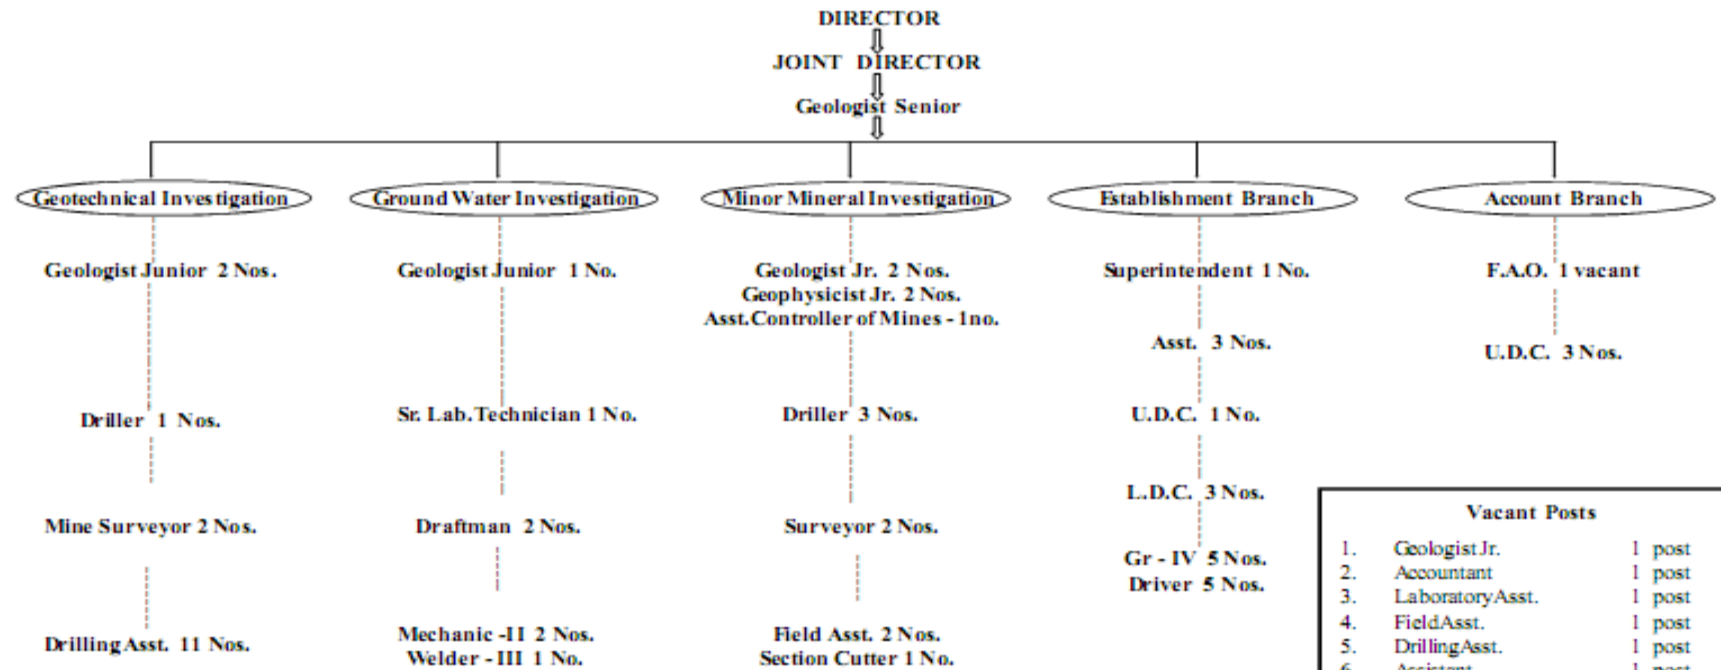 DIRECTOR
JOINT DIRECTOR
Geologist Senior
Geotechnical Investigation
Ground Water Investigation
Minor Mineral Investigation
Establishment Branch
Account Branch
Geologist Junior 2 Nos.
Geologist Junior 1 No.
Geologist Jr. 2 Nos.
Geophysicist Jr. 2 Nos.
Asst.Controller of Mines - 1no.
Superintendent 1 No.
F.A.O. 1 vacant
Asst. 3 Nos.
U.D.C. 3 Nos.
Driller 1 Nos.
Sr. Lab. Technician 1 No.
Driller 3 Nos.
U.D.C. 1 No.
L.D.C. 3 Nos.
Mine Surveyor 2 Nos.
Draftman 2 Nos.
Surveyor 2 Nos.
Gr - IV 5 Nos.
Driver 5 Nos.
Drilling Asst. 11 Nos.
Mechanic -II 2 Nos.
Welder - III 1 No.
Field Asst. 2 Nos.
Section Cutter 1 No.
Vacant Posts
1. Geologist Jr. 1 post
2. Accountant 1 post
3. Laboratory Asst. 1 post
4. Field Asst. 1 post
5. Drilling Asst. 1 post
6. Assistant 1 post